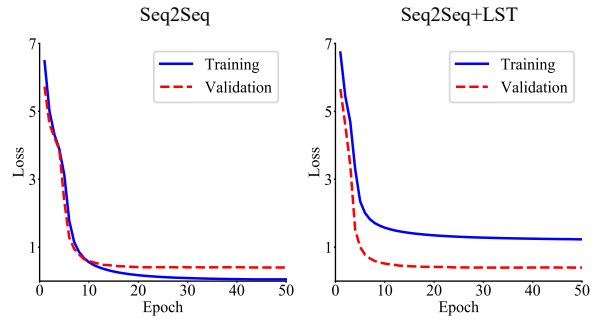 Seq2Seq
7
5
3
1
Loss
0 10 20 30 40 50
Epoch
Training
Validation
Seq2Seq+LST
7
5
3
1
Loss
0 10 20 30 40 50
Epoch
Training
Validation